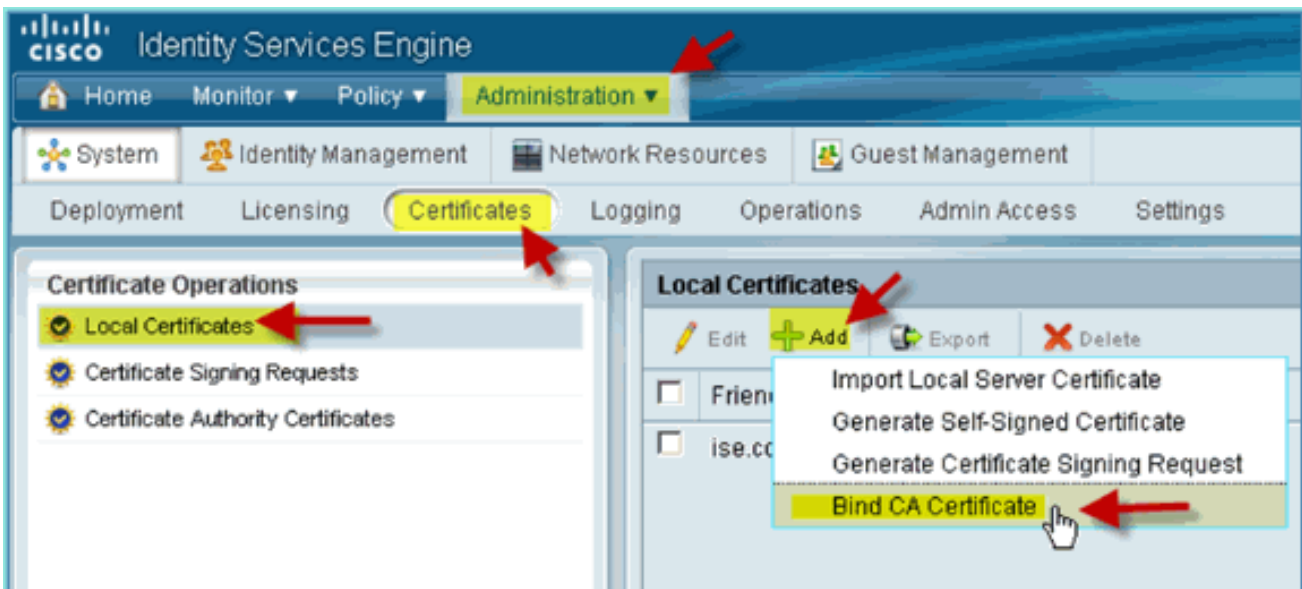 CISCO Identity Services Engine
Home Monitor ▼ Policy ▼ Administration ▼
System Identity Management Network Resources Guest Management
Deployment Licensing Certificates Logging Operations Admin Access Settings
Certificate Operations
Local Certificates
Certificate Signing Requests
Certificate Authority Certificates
Local Certificates
Edit Add Export Delete
Import Local Server Certificate
Generate Self-Signed Certificate
Generate Certificate Signing Request
Bind CA Certificate